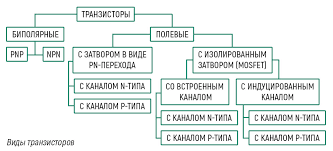 ТРАНЗИСТОРЫ
БИПОЛЯРНЫЕ
ПОЛЕВЫЕ
PNP
NPN
С ЗАТВОРОМ В ВИДЕ
PN-ПЕРЕХОДА
С ИЗОЛИРОВАННЫМ
ЗАТВОРОМ (MOSFET)
С КАНАЛОМ N-ТИПА
С КАНАЛОМ P-ТИПА
СО ВСТРОЕННЫМ
КАНАЛОМ
С ИНДУЦИРОВАННЫМ
КАНАЛОМ
С КАНАЛОМ N-ТИПА
С КАНАЛОМ N-ТИПА
С КАНАЛОМ P-ТИПА
С КАНАЛОМ P-ТИПА
Виды транзисторов